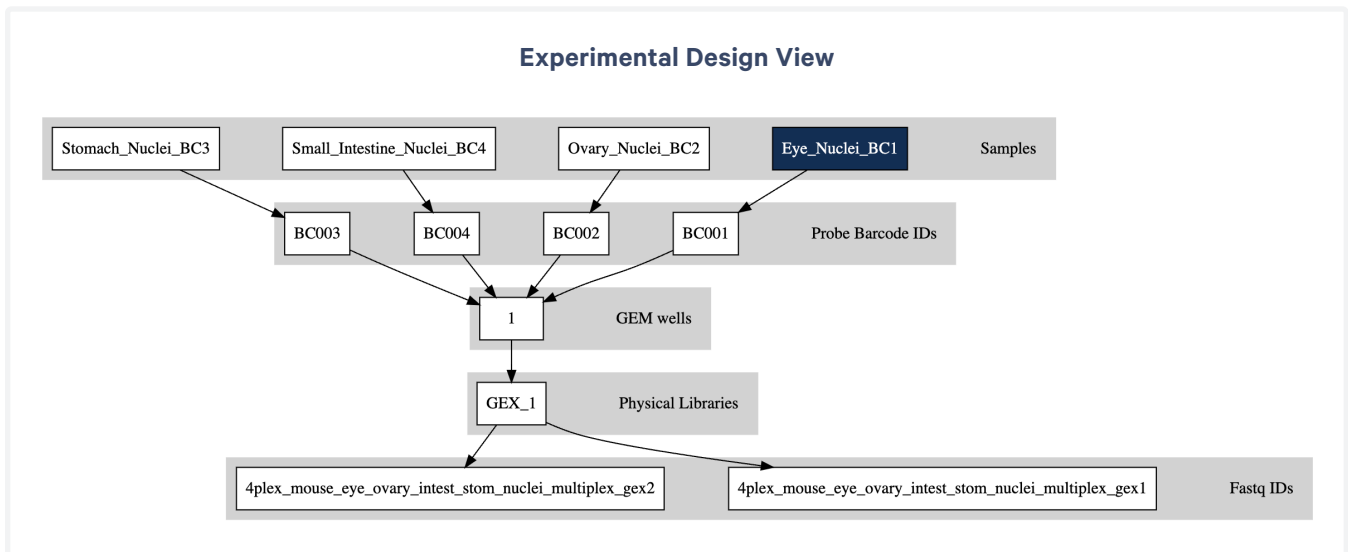 Experimental Design View
Stomach_Nuclei_BC3 Small_Intestine_Nuclei_BC4 Ovary_Nuclei_BC2 Eye_Nuclei_BC1 Samples
BC003 BC004 BC002 BC001 Probe Barcode IDs
1 GEM wells
GEX_1 Physical Libraries
4plex_mouse_eye_ovary_intest_stom_nuclei_multiplex_gex2 4plex_mouse_eye_ovary_intest_stom_nuclei_multiplex_gex1 Fastq IDs